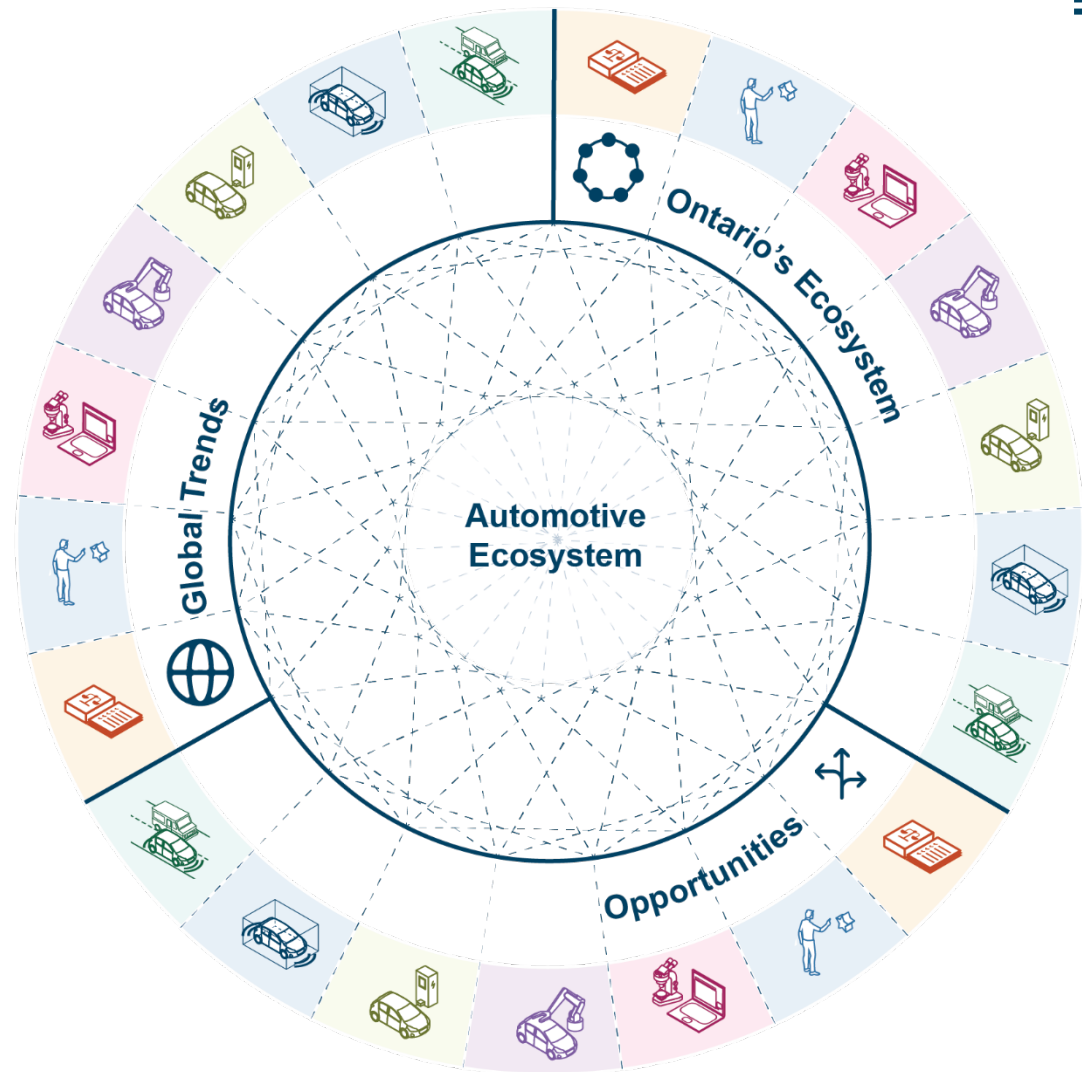 Ontario's Ecosystem
Global Trends
Automotive
Ecosystem
Opportunities